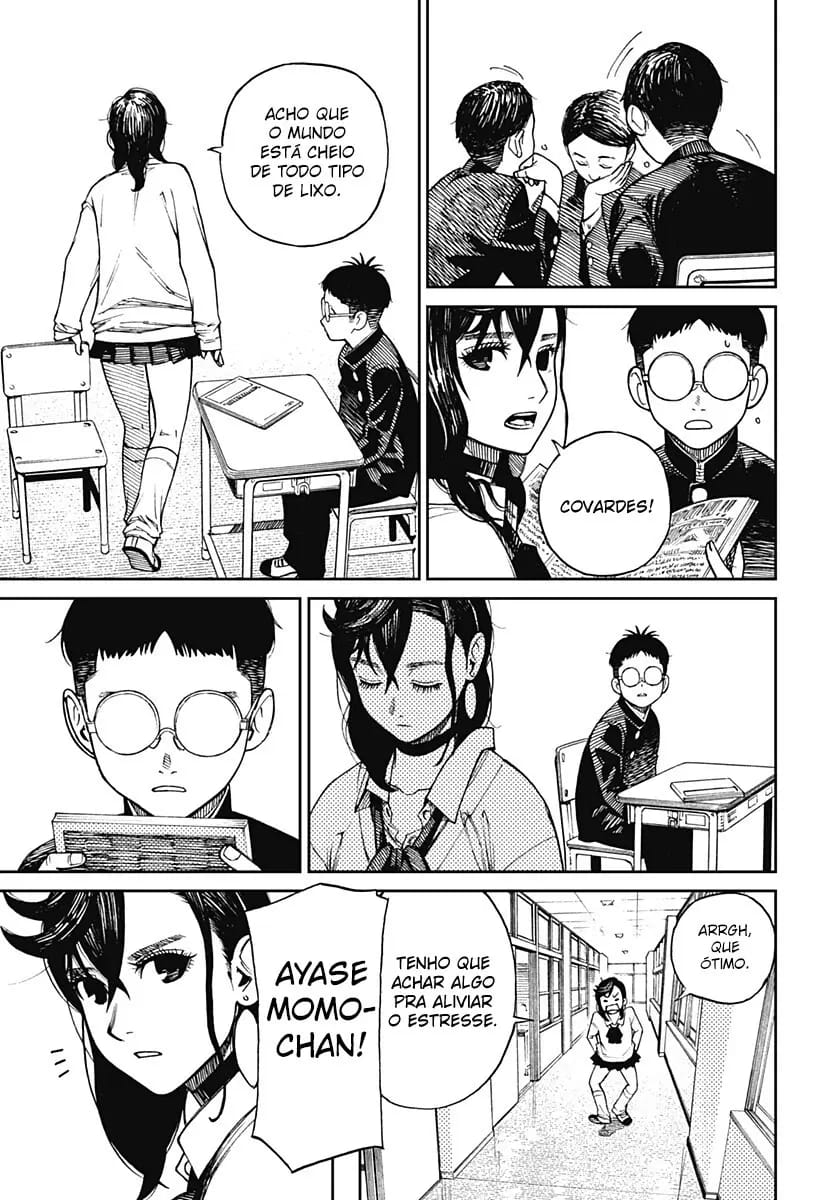 COVARDES!
ACHO QUE
O MUNDO
ESTÁ CHEIO
DE TODO TIPO
DE LIXO.
ARRGH,
QUE
ÓTIMO.
TENHO QUE
ACHAR ALGO
PRA ALIVIAR
O ESTRESSE.
AYASE
MOMO-
CHAN!